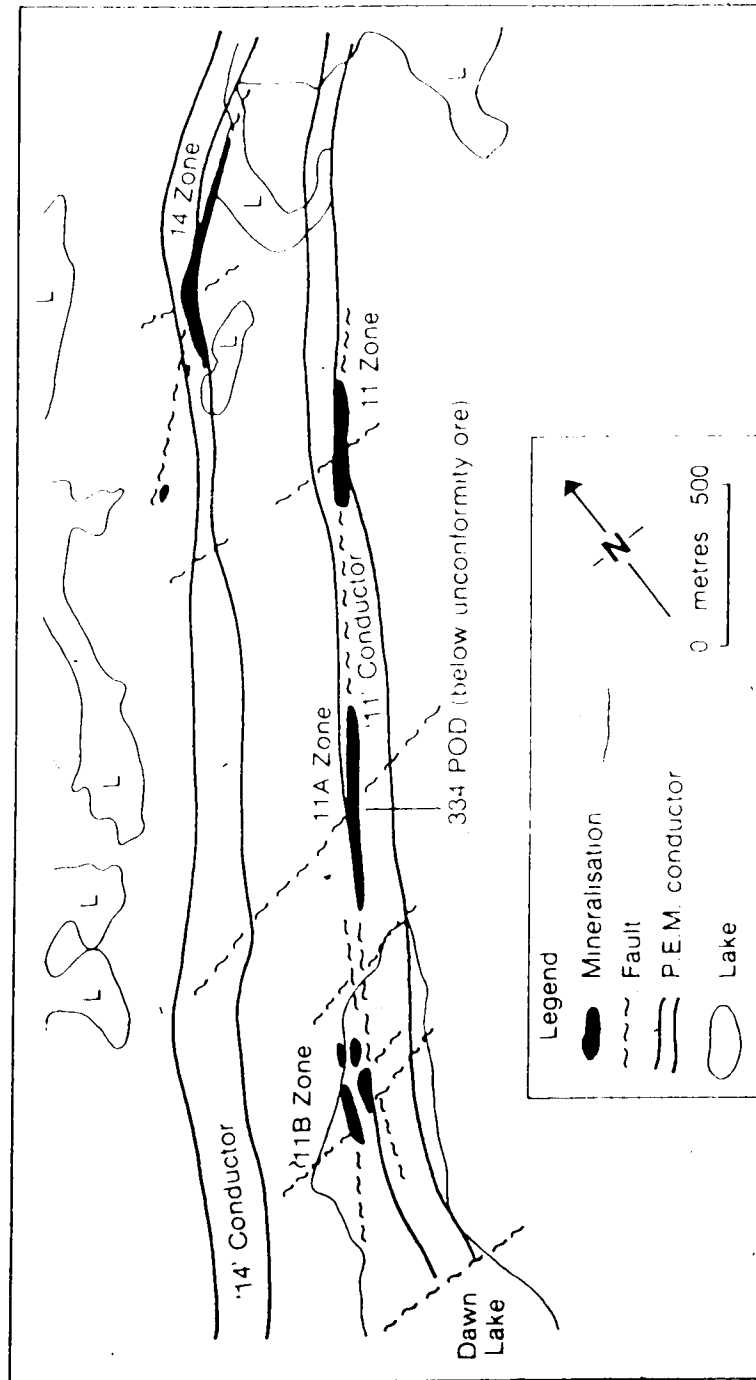 L
L
L
L
14 Zone
L
L
L
'14' Conductor
11B Zone
11A Zone
'11' Conductor
11 Zone
334 POD (below unconformity ore)
Dawn
Lake
Legend
Mineralisation
Fault
P.E.M. conductor
Lake
N
0 metres 500